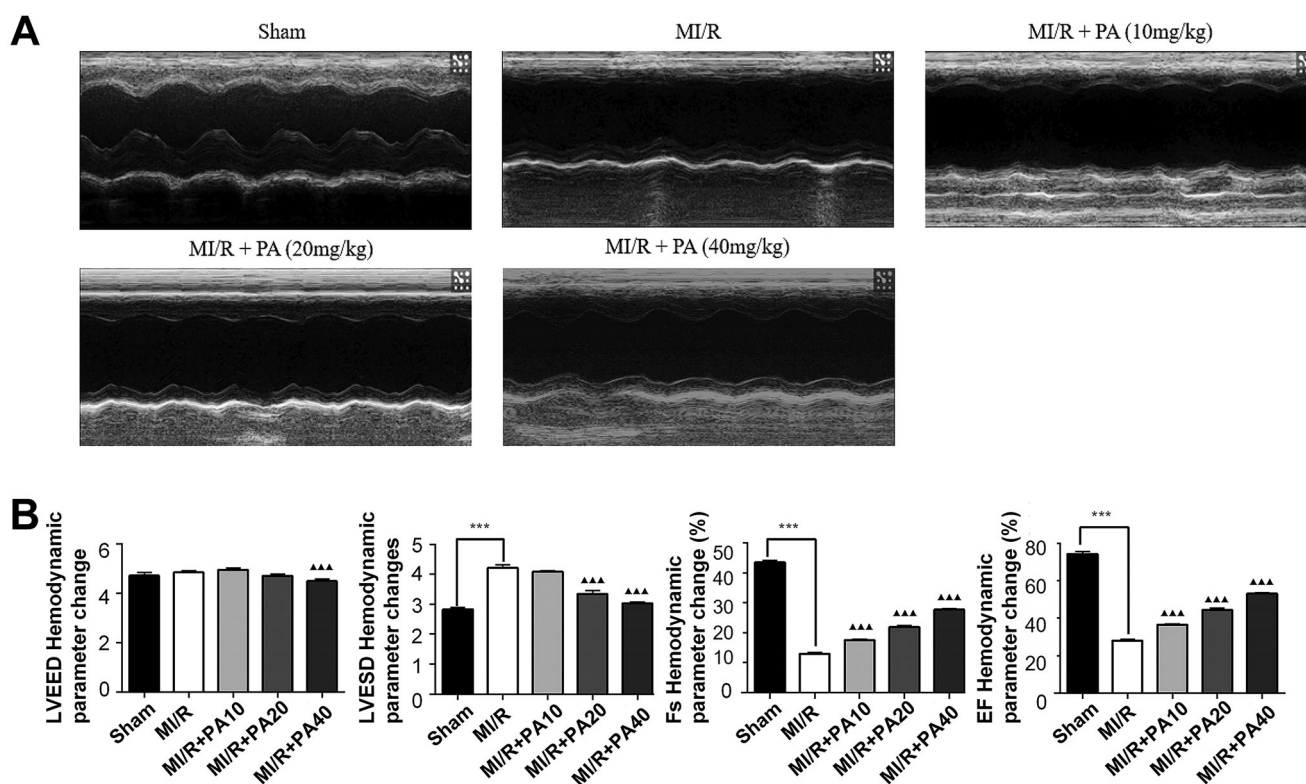 A
Sham
MI/R
MI/R + PA (10mg/kg)
MI/R + PA (20mg/kg)
MI/R + PA (40mg/kg)
B
LVEED Hemodynamic
parameter change
6
4
2
0
▲▲▲
Sham
MI/R
MI/R+PA10
MI/R+PA20
MI/R+PA40
LVESD Hemodynamic
parameter changes
5
4
3
2
1
0
***
▲▲▲
▲▲▲
Sham
MI/R
MI/R+PA10
MI/R+PA20
MI/R+PA40
Fs Hemodynamic
parameter change (%)
50
40
30
20
10
0
***
▲▲▲
▲▲▲
▲▲▲
Sham
MI/R
MI/R+PA10
MI/R+PA20
MI/R+PA40
EF Hemodynamic
parameter change (%)
80
60
40
20
0
***
▲▲▲
▲▲▲
▲▲▲
Sham
MI/R
MI/R+PA10
MI/R+PA20
MI/R+PA40